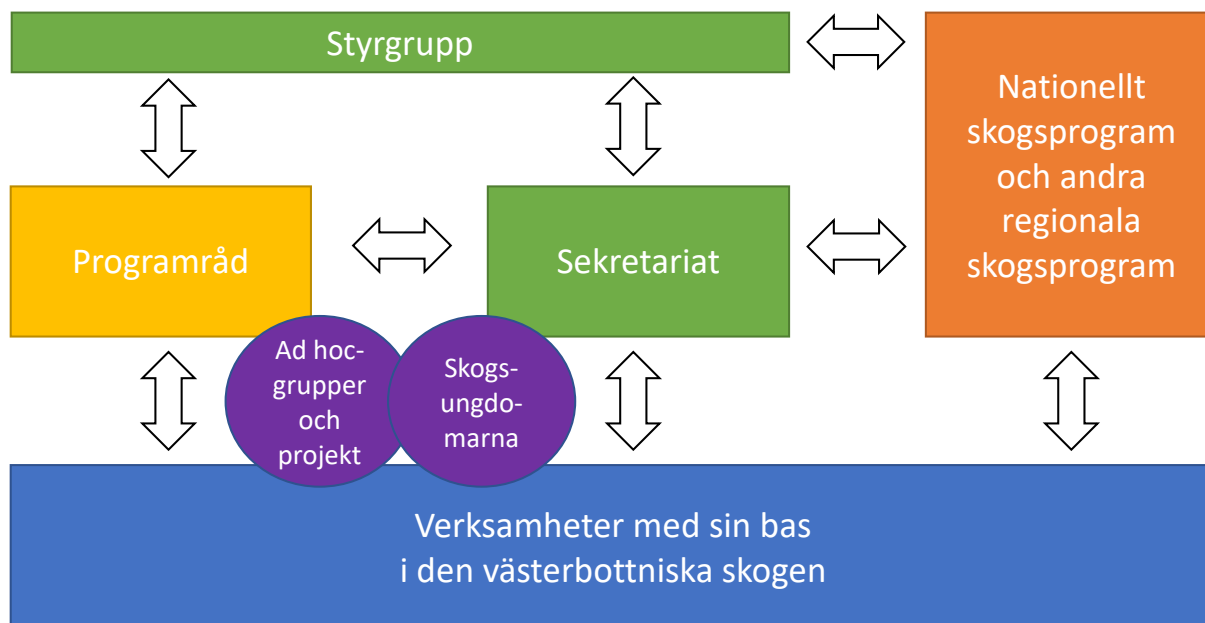 Styrgrupp
Nationellt
skogsprogram
och andra
regionala
skogsprogram
Programråd
Sekretariat
Ad hoc-
grupper
och
projekt
Skogs-
ungdo-
marna
Verksamheter med sin bas
i den västerbottniska skogen